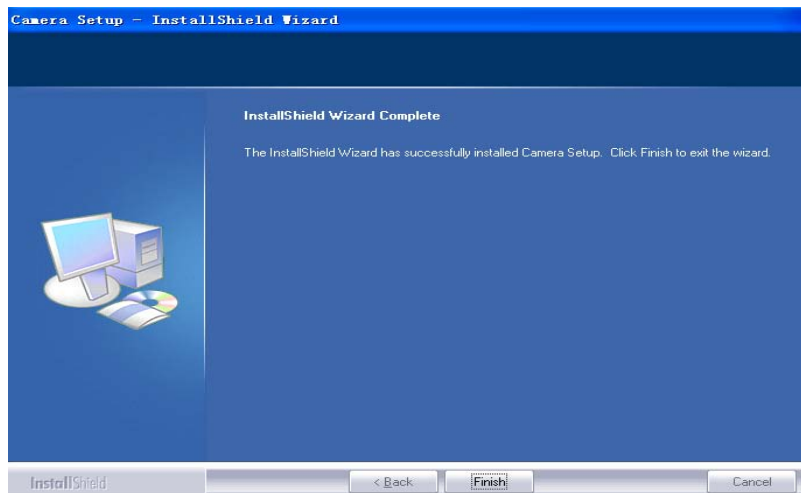 Camera Setup - InstallShield Wizard
InstallShield Wizard Complete
The InstallShield Wizard has successfully installed Camera Setup. Click Finish to exit the wizard.
InstallShield
< Back
Finish
Cancel